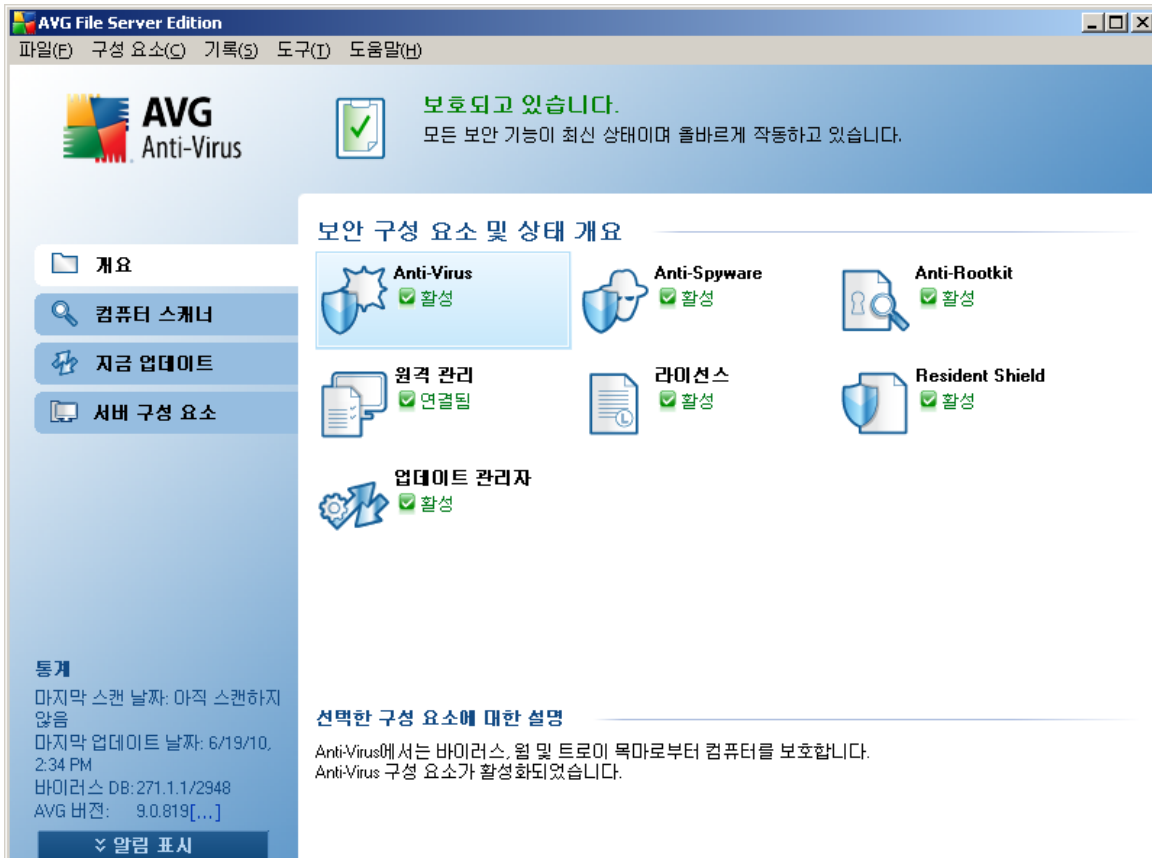 AVG File Server Edition
파일(F) 구성 요소(C) 기록(S) 도구(T) 도움말(H)
AVG
Anti-Virus
보호되고 있습니다.
모든 보안 기능이 최신 상태이며 올바르게 작동하고 있습니다.
개요
컴퓨터 스캐너
지금 업데이트
서버 구성 요소
보안 구성 요소 및 상태 개요
Anti-Virus
활성
Anti-Spyware
활성
Anti-Rootkit
활성
원격 관리
연결됨
라이선스
활성
Resident Shield
활성
업데이트 관리자
활성
통계
마지막 스캔 날짜: 아직 스캔하지
않음
마지막 업데이트 날짜: 6/19/10,
2:34 PM
바이러스 DB: 271.1.1/2948
AVG 버전: 9.0.819[...]
알림 표시
선택한 구성 요소에 대한 설명
Anti-Virus에서는 바이러스, 웜 및 트로이 목마로부터 컴퓨터를 보호합니다.
Anti-Virus 구성 요소가 활성화되었습니다.